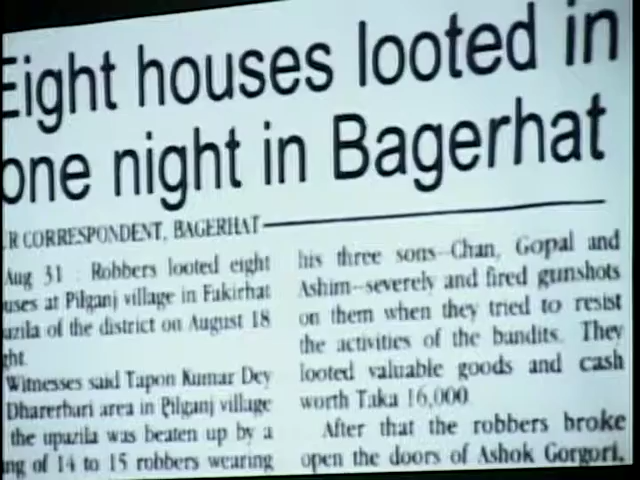 Eight houses looted in
one night in Bagerhat
R CORRESPONDENT, BAGERHAT
Aug 31 : Robbers looted eight
uses at Pilganj village in Fakirhat
azila of the district on August 18
ght.
Witnesses said Tapon Kumar Dey
Dharerbari area in Pilganj village
the upazila was beaten up by a
ng of 14 to 15 robbers wearing
his three sons—Chan, Gopal and
Ashim—severely and fired gunshots
on them when they tried to resist
the activities of the bandits. They
looted valuable goods and cash
worth Taka 16,000.
After that the robbers broke
open the doors of Ashok Gorgori,